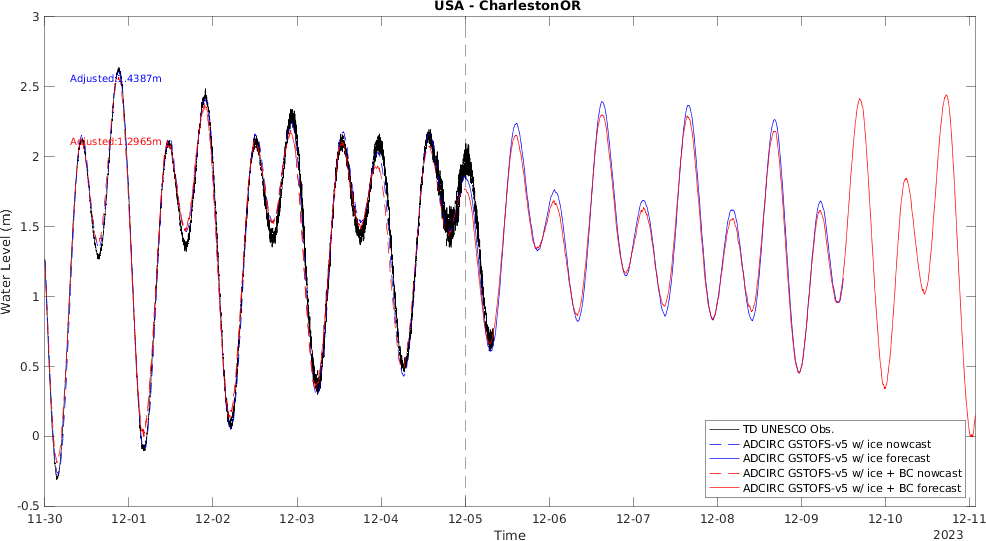 USA - CharlestonOR
3
2.5
2
1.5
1
0.5
0
-0.5
Water Level (m)
Adjusted:1.4387m
Adjusted:1.2965m
TD UNESCO Obs.
ADCIRC GSTOFS-v5 w/ ice nowcast
ADCIRC GSTOFS-v5 w/ ice forecast
ADCIRC GSTOFS-v5 w/ ice + BC nowcast
ADCIRC GSTOFS-v5 w/ ice + BC forecast
11-30 12-01 12-02 12-03 12-04 12-05 12-06 12-07 12-08 12-09 12-10 12-11
Time
2023